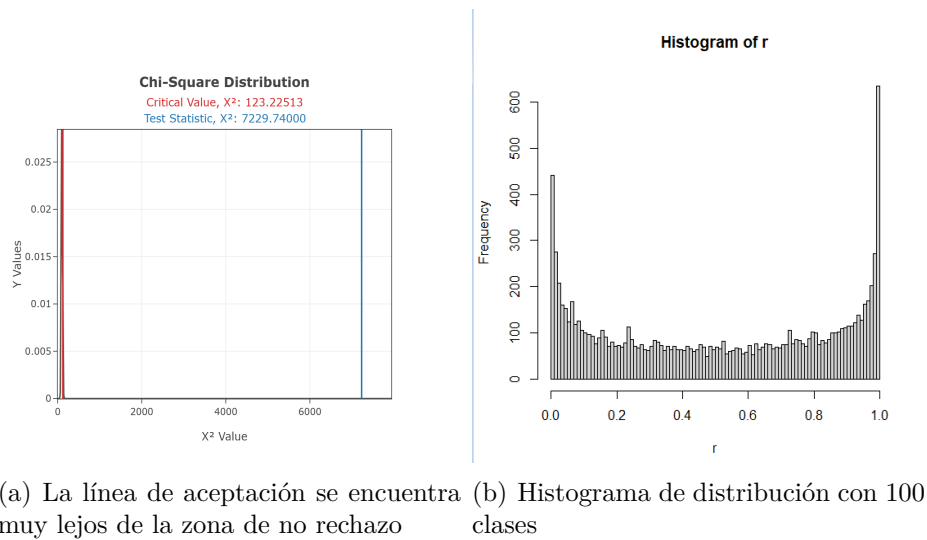 Chi-Square Distribution
Critical Value, X²: 123.22513
Test Statistic, X²: 7229.74000
0.025
0.02
0.015
0.01
0.005
0
Y Values
0
2000
4000
6000
X² Value
Histogram of r
600
500
400
300
200
100
0
Frequency
0.0
0.2
0.4
0.6
0.8
1.0
r
(a) La línea de aceptación se encuentra
muy lejos de la zona de no rechazo
(b) Histograma de distribución con 100
clases